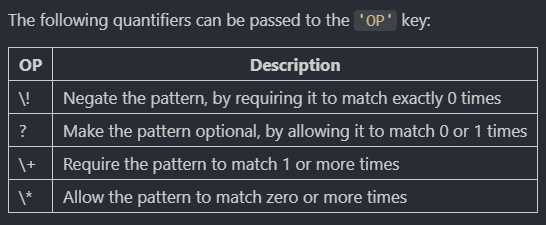 The following quantifiers can be passed to the 'OP' key:
OP Description
\! Negate the pattern, by requiring it to match exactly 0 times
? Make the pattern optional, by allowing it to match 0 or 1 times
\+ Require the pattern to match 1 or more times
\* Allow the pattern to match zero or more times